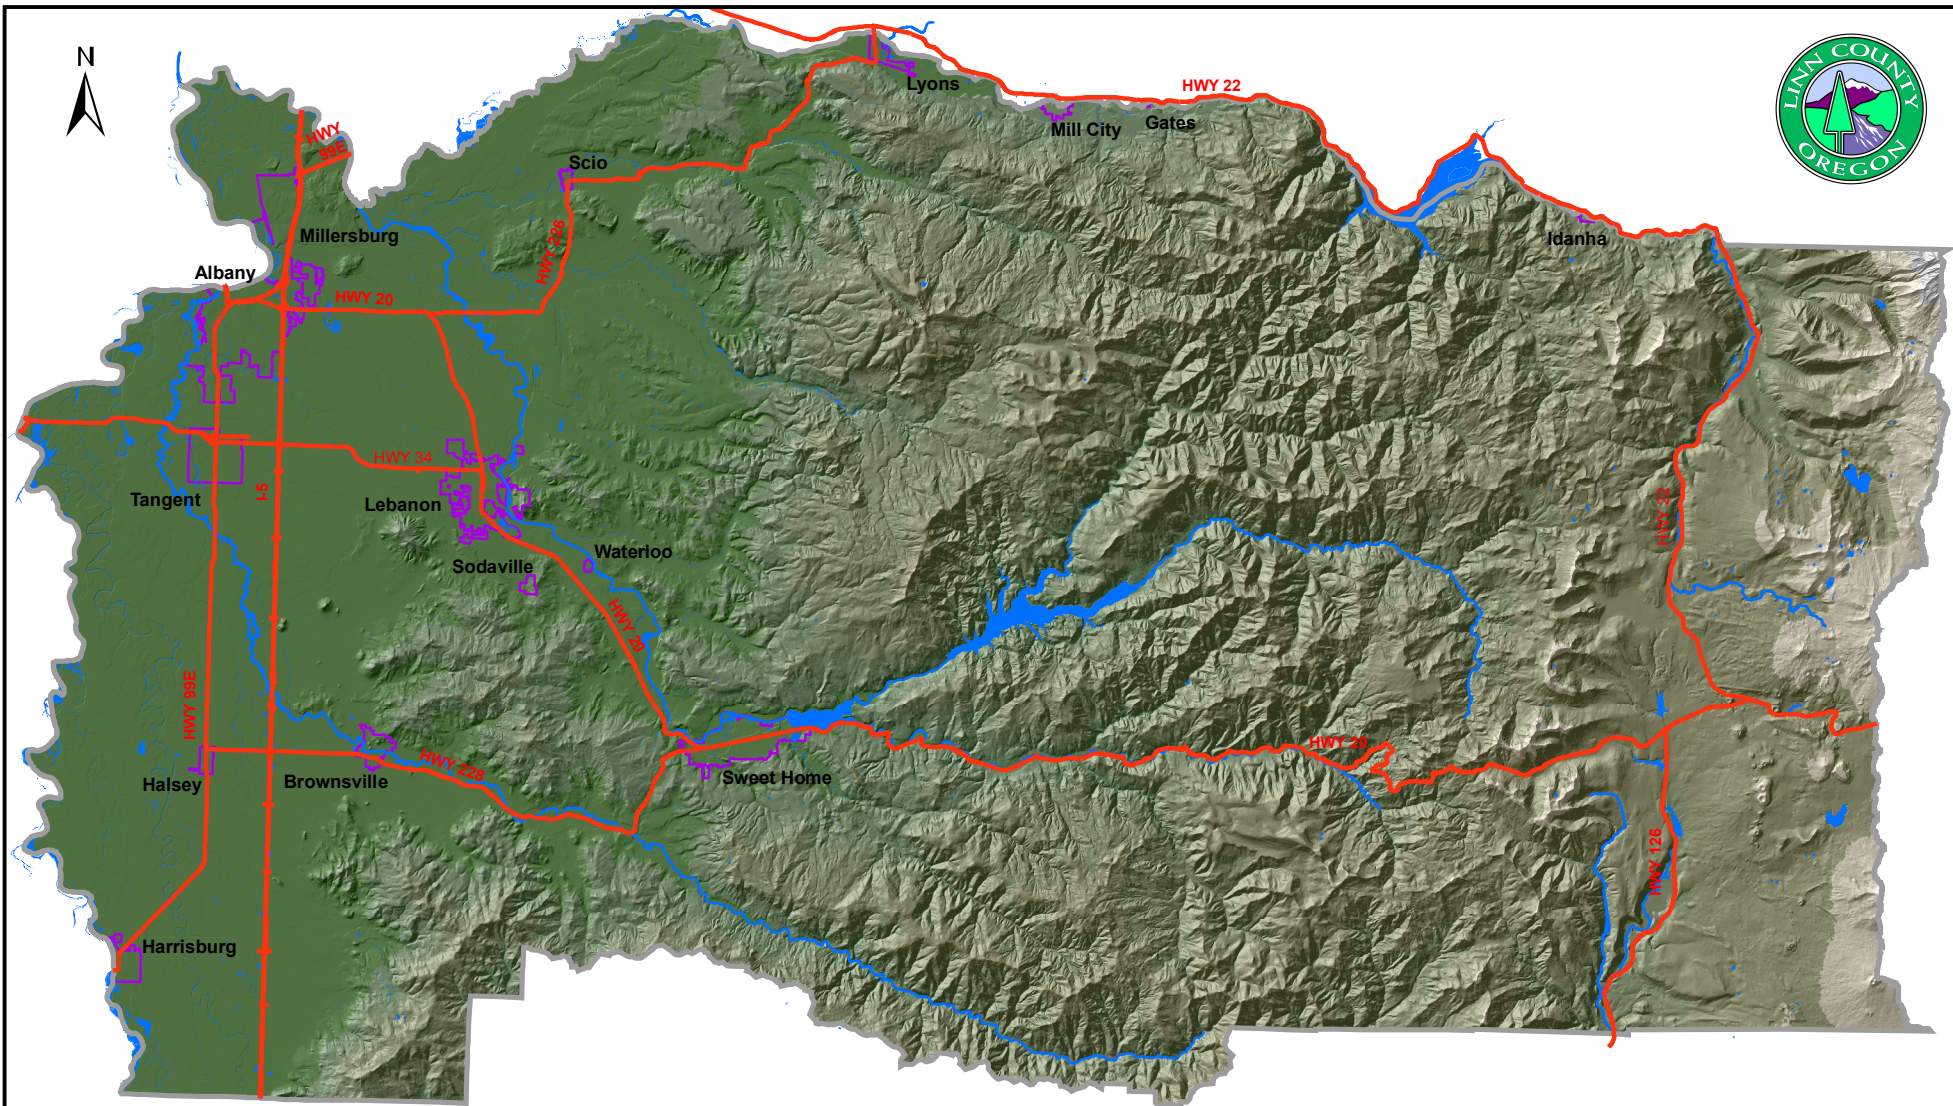 N
LINN COUNTY
OREGON
HWY 22
Lyons
Mill City
Gates
HWY
99E
Scio
Millersburg
HWY 226
Idanha
Albany
HWY 20
HWY 34
Tangent
I-5
Lebanon
HWY 22
Waterloo
Sodaville
HWY 20
HWY 99E
HWY 20
Halsey
Brownsville
HWY 228
Sweet Home
HWY 126
Harrisburg